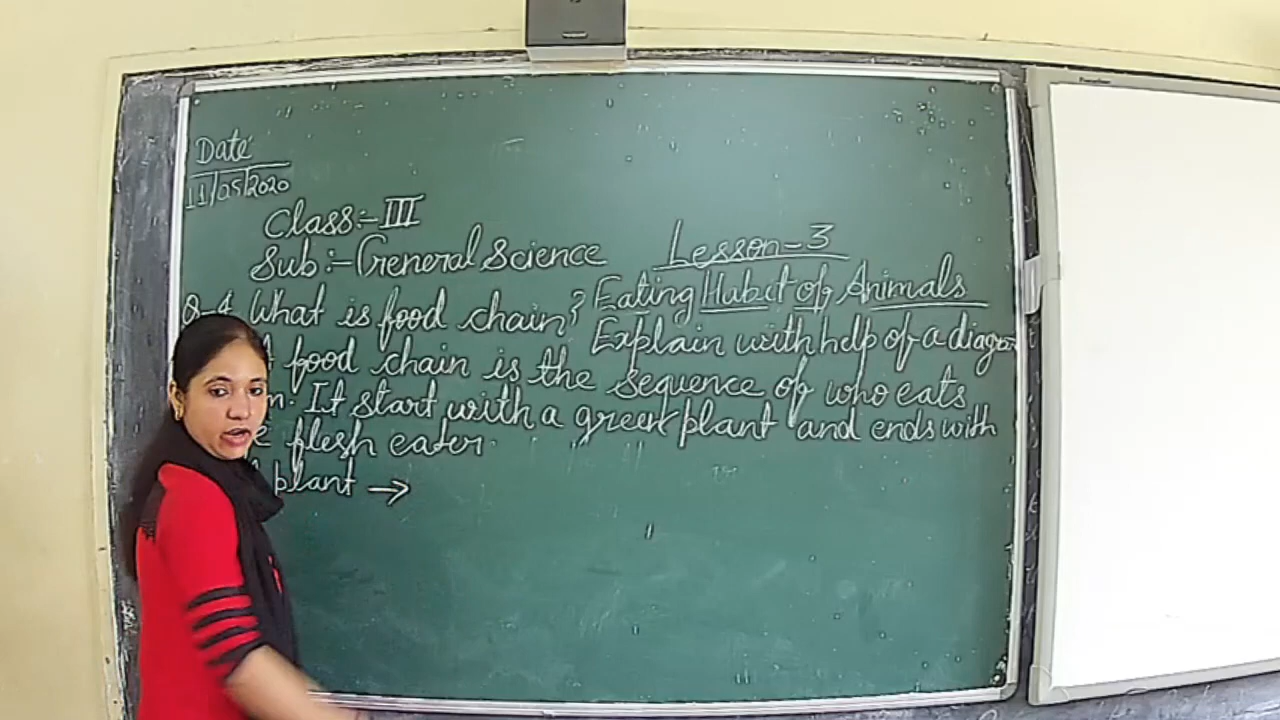 Date
11/05/2020
Class:- III
Sub:- General Science
Lesson-3
Eating Habit of Animals
Q-4 What is food chain?
Explain with help of a diagra
food chain is the sequence of who eats
It start with a green plant and ends with
flesh eater.
plant →